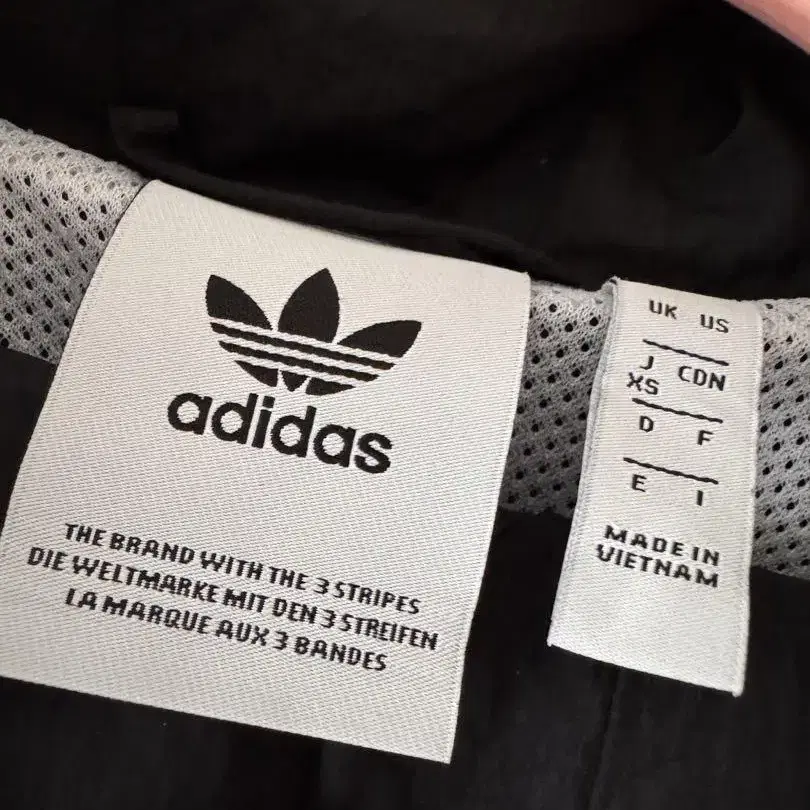 adidas
THE BRAND WITH THE 3 STRIPES
DIE WELTMARKE MIT DEN 3 STREIFEN
LA MARQUE AUX 3 BANDES
UK US
J CDN
XS
D F
E I
MADE IN
VIETNAM